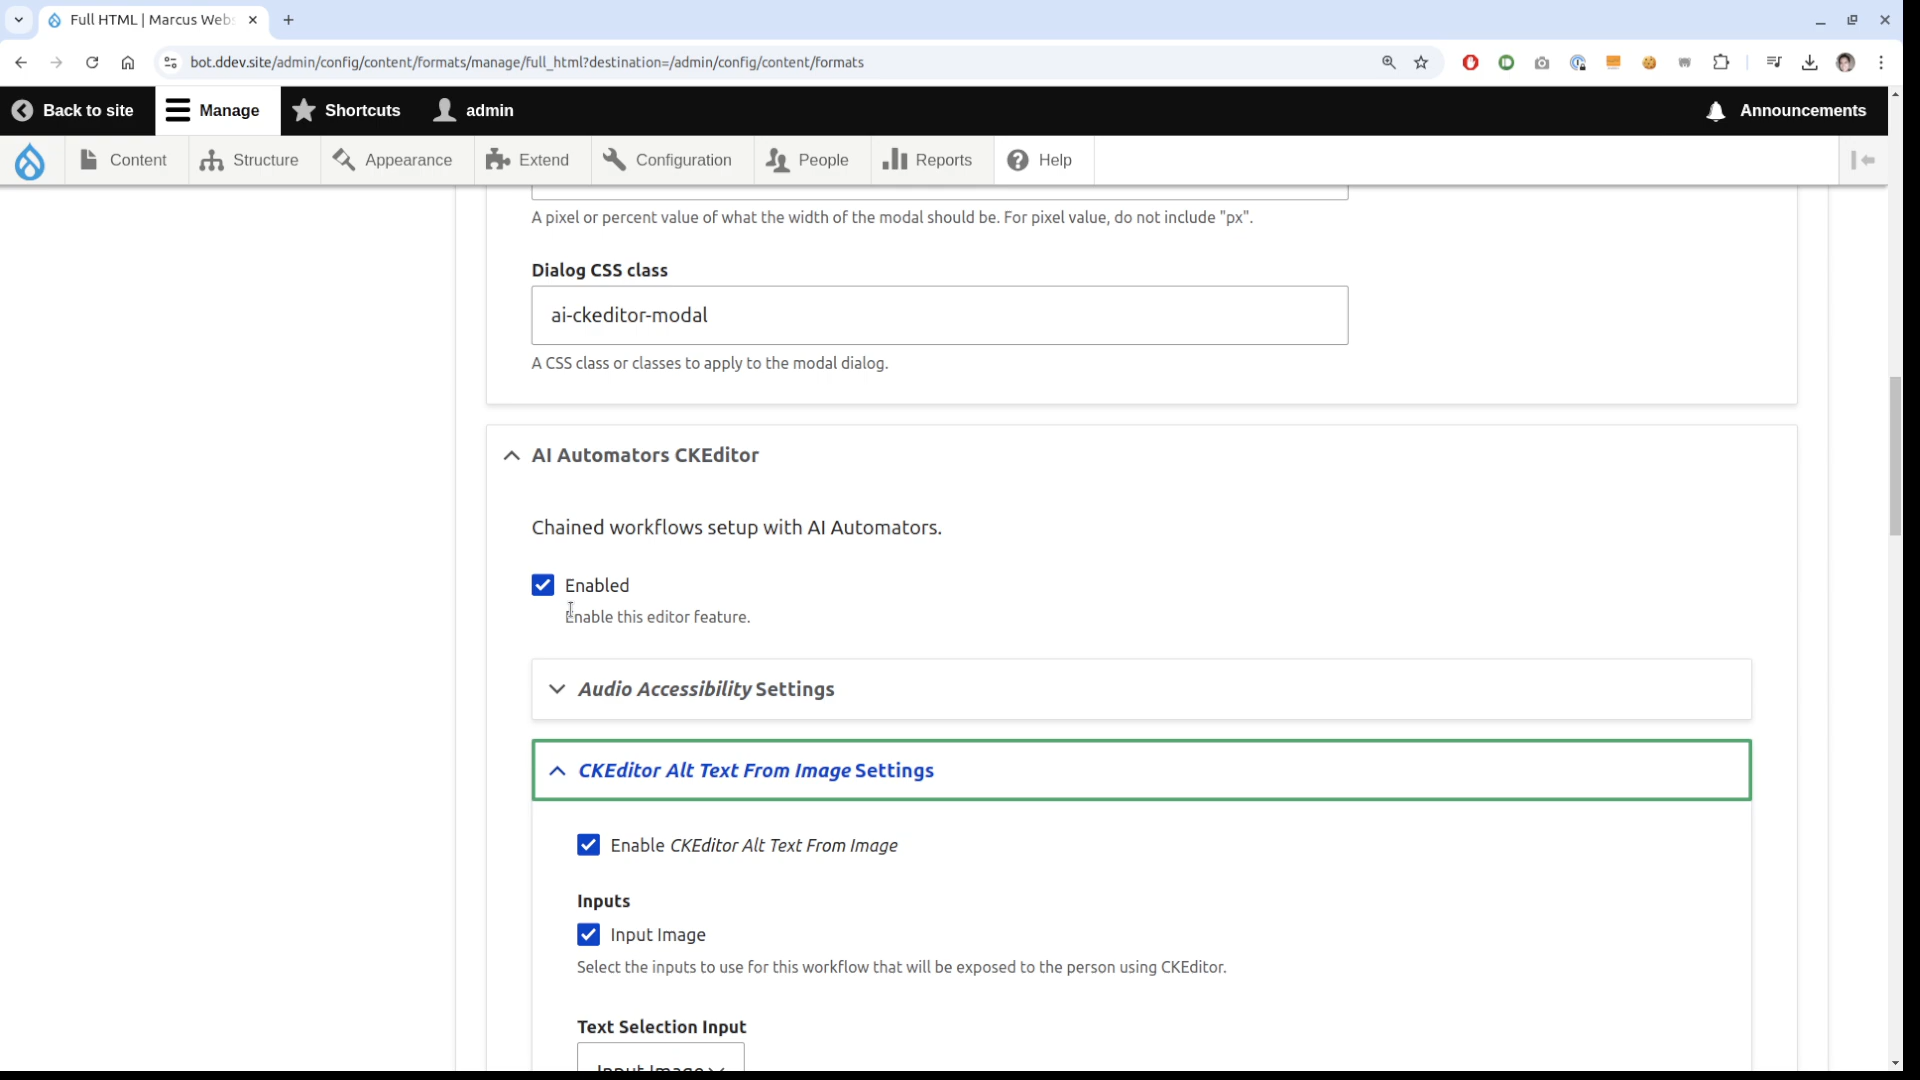 Full HTML | Marcus Webs
bot.ddev.site/admin/config/content/formats/manage/full_html?destination=/admin/config/content/formats
Back to site
Manage
Shortcuts
admin
Announcements
Content
Structure
Appearance
Extend
Configuration
People
Reports
Help
A pixel or percent value of what the width of the modal should be. For pixel value, do not include "px".
Dialog CSS class
ai-ckeditor-modal
A CSS class or classes to apply to the modal dialog.
AI Automators CKEditor
Chained workflows setup with AI Automators.
Enabled
Enable this editor feature.
Audio Accessibility Settings
CKEditor Alt Text From Image Settings
Enable CKEditor Alt Text From Image
Inputs
Input Image
Select the inputs to use for this workflow that will be exposed to the person using CKEditor.
Text Selection Input
Input Image